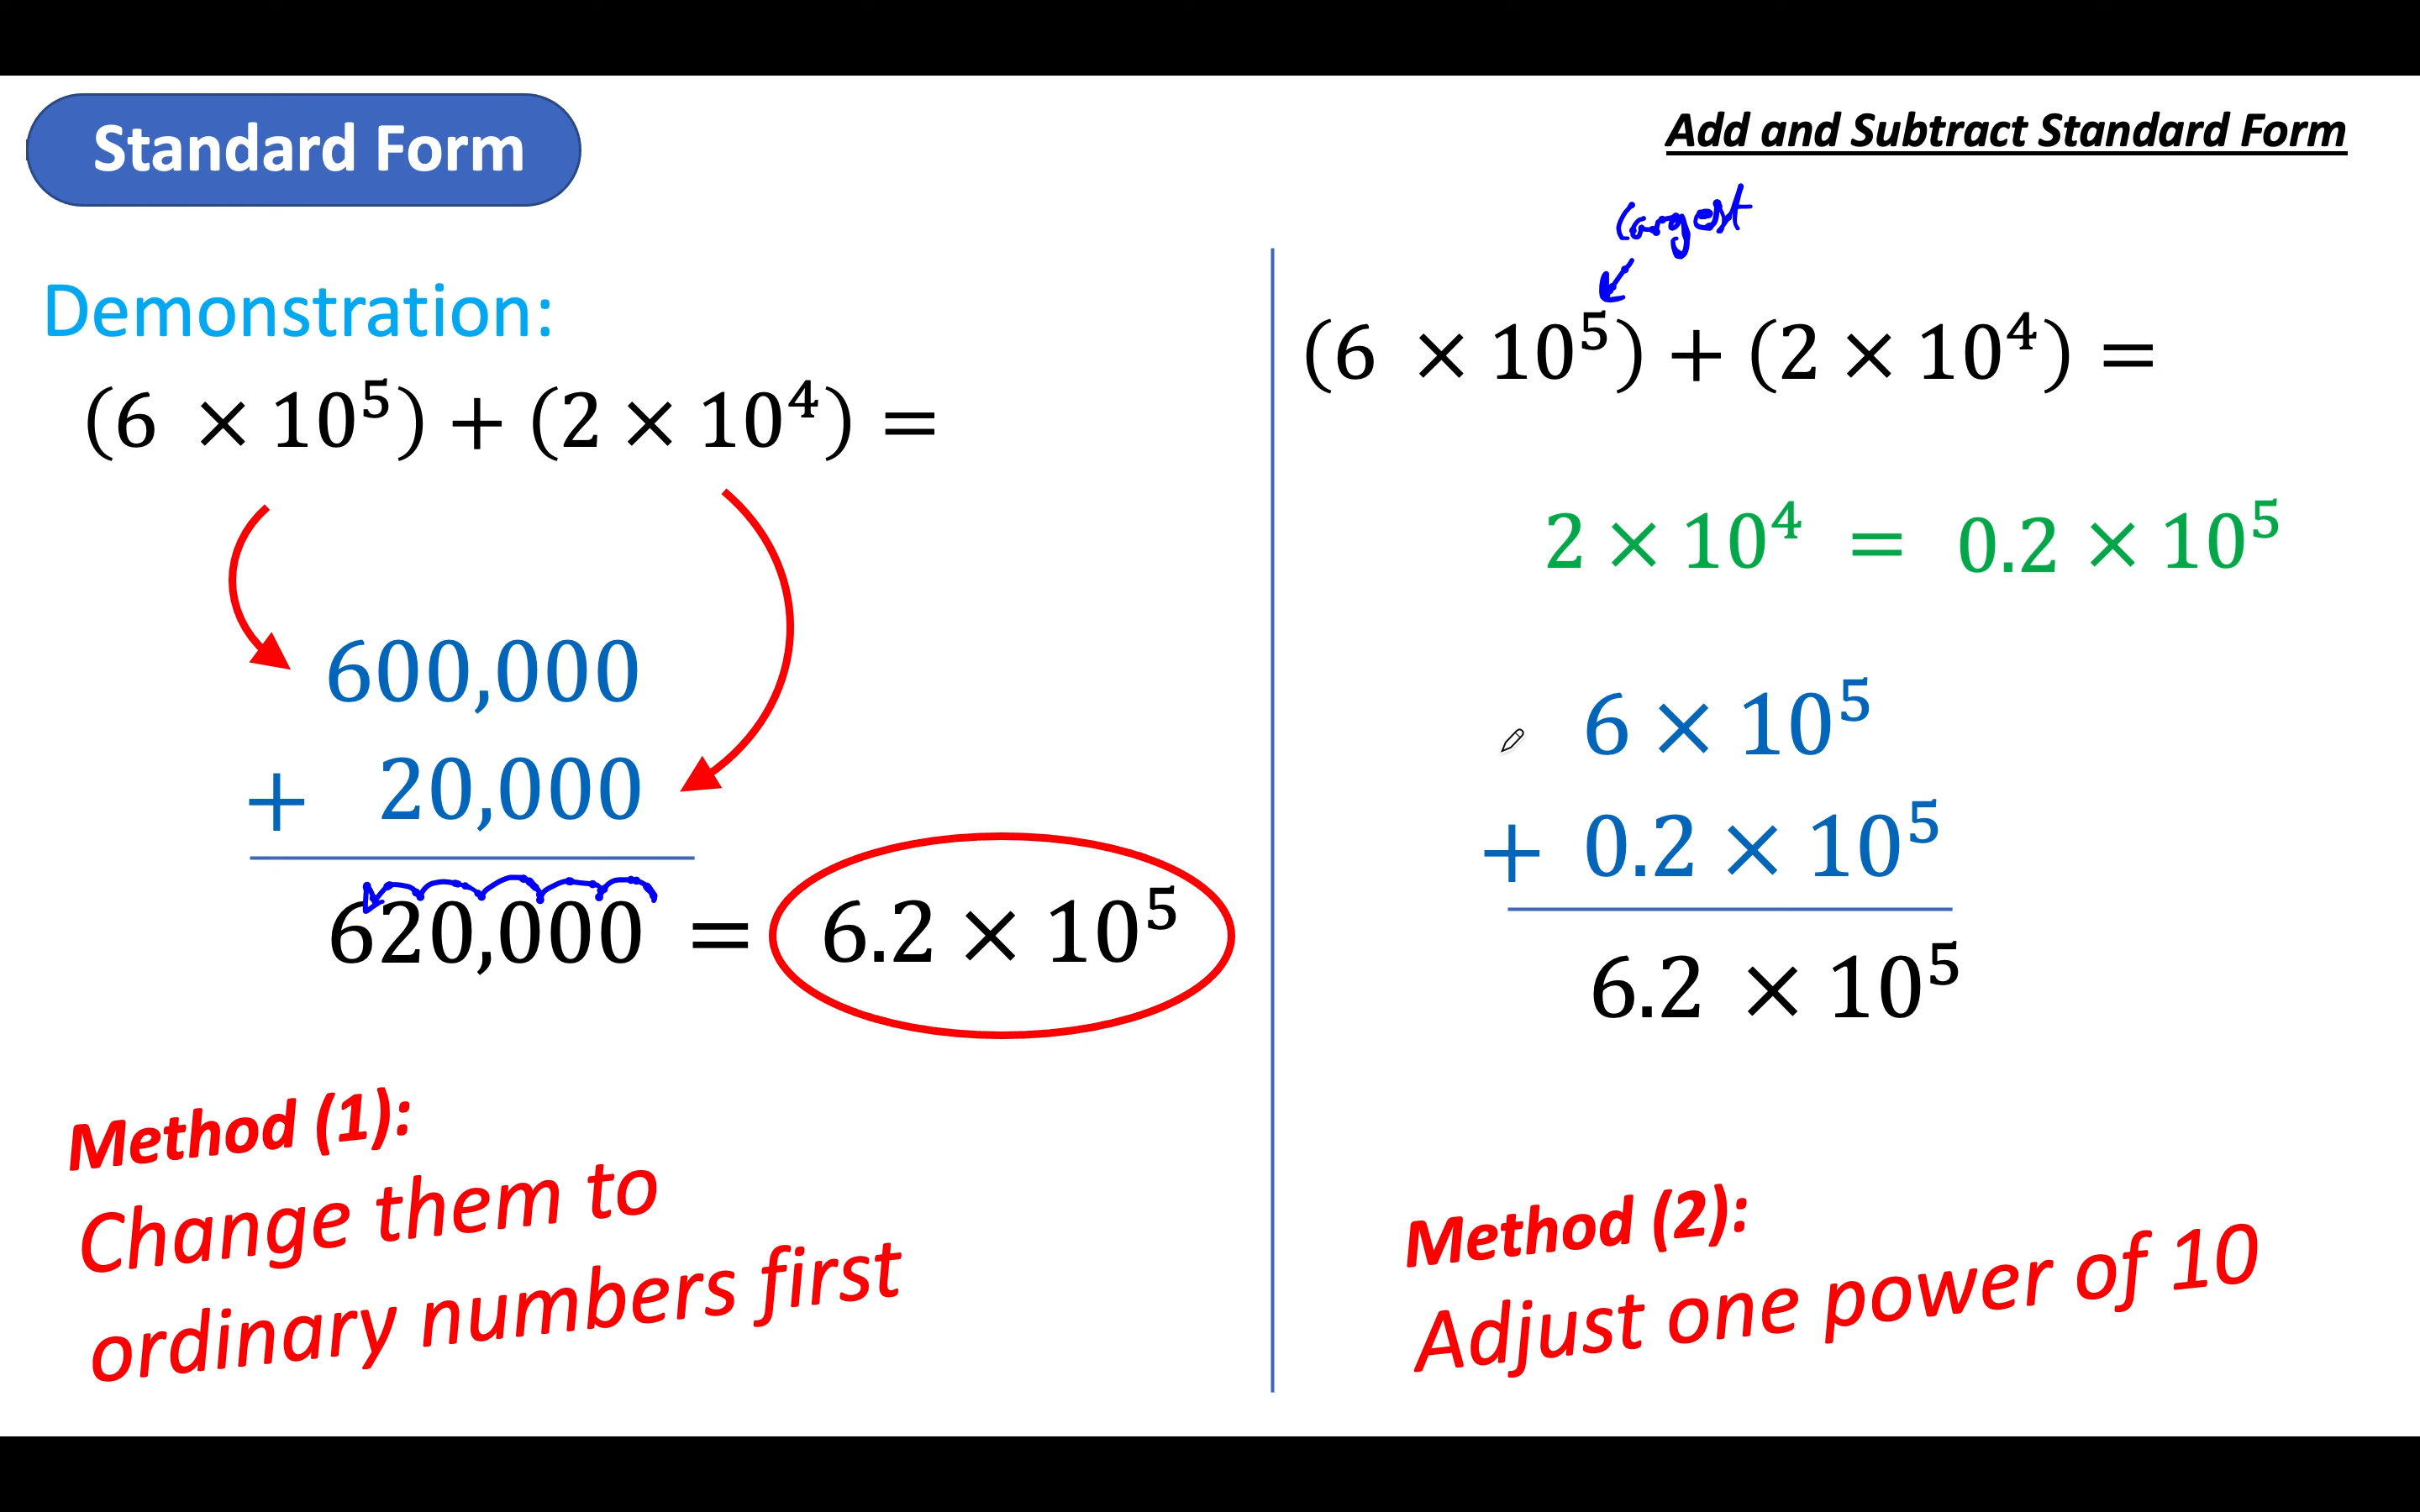 Standard Form
Add and Subtract Standard Form
Demonstration:
(6 × 10⁵) + (2 × 10⁴) =
600,000
+ 20,000
620,000 = 6.2 × 10⁵
Method (1):
Change them to
ordinary numbers first
largest
(6 × 10⁵) + (2 × 10⁴) =
2 × 10⁴ = 0.2 × 10⁵
6 × 10⁵
+ 0.2 × 10⁵
6.2 × 10⁵
Method (2):
Adjust one power of 10